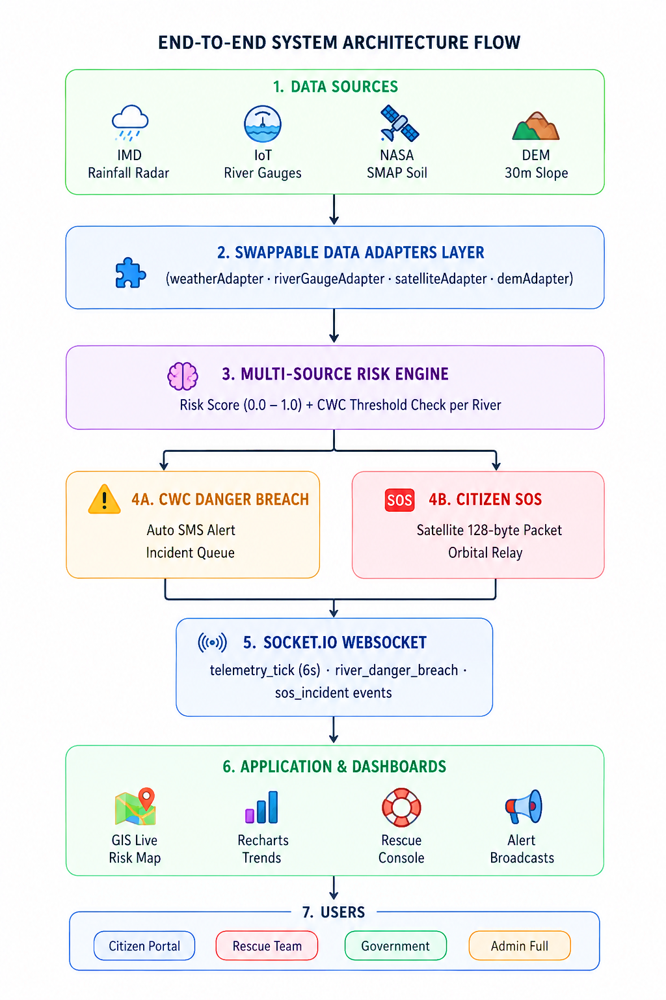 END-TO-END SYSTEM ARCHITECTURE FLOW
1. DATA SOURCES
IMD
Rainfall Radar
IoT
River Gauges
NASA
SMAP Soil
DEM
30m Slope
2. SWAPPABLE DATA ADAPTERS LAYER
(weatherAdapter · riverGaugeAdapter · satelliteAdapter · demAdapter)
3. MULTI-SOURCE RISK ENGINE
Risk Score (0.0 – 1.0) + CWC Threshold Check per River
4A. CWC DANGER BREACH
Auto SMS Alert
Incident Queue
SOS
4B. CITIZEN SOS
Satellite 128-byte Packet
Orbital Relay
5. SOCKET.IO WEBSOCKET
telemetry_tick (6s) · river_danger_breach ·
sos_incident events
6. APPLICATION & DASHBOARDS
GIS Live
Risk Map
Recharts
Trends
Rescue
Console
Alert
Broadcasts
7. USERS
Citizen Portal
Rescue Team
Government
Admin Full